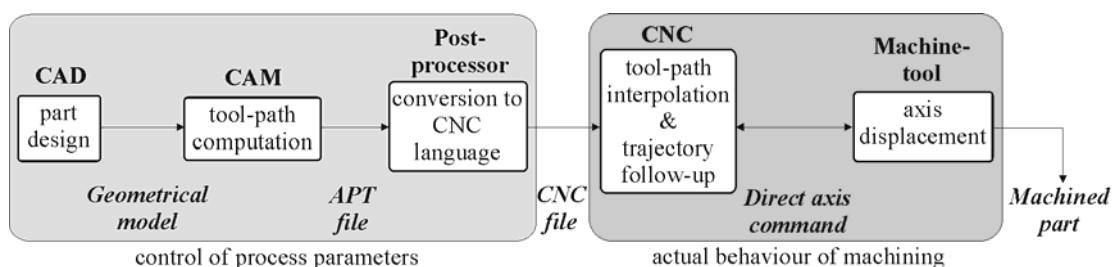 CAD
part
design
Geometrical
model
CAM
tool-path
computation
APT
file
Post-
processor
conversion to
CNC
language
CNC
file
CNC
tool-path
interpolation
&
trajectory
follow-up
Direct axis
command
Machine-
tool
axis
displacement
Machined
part
control of process parameters
actual behaviour of machining